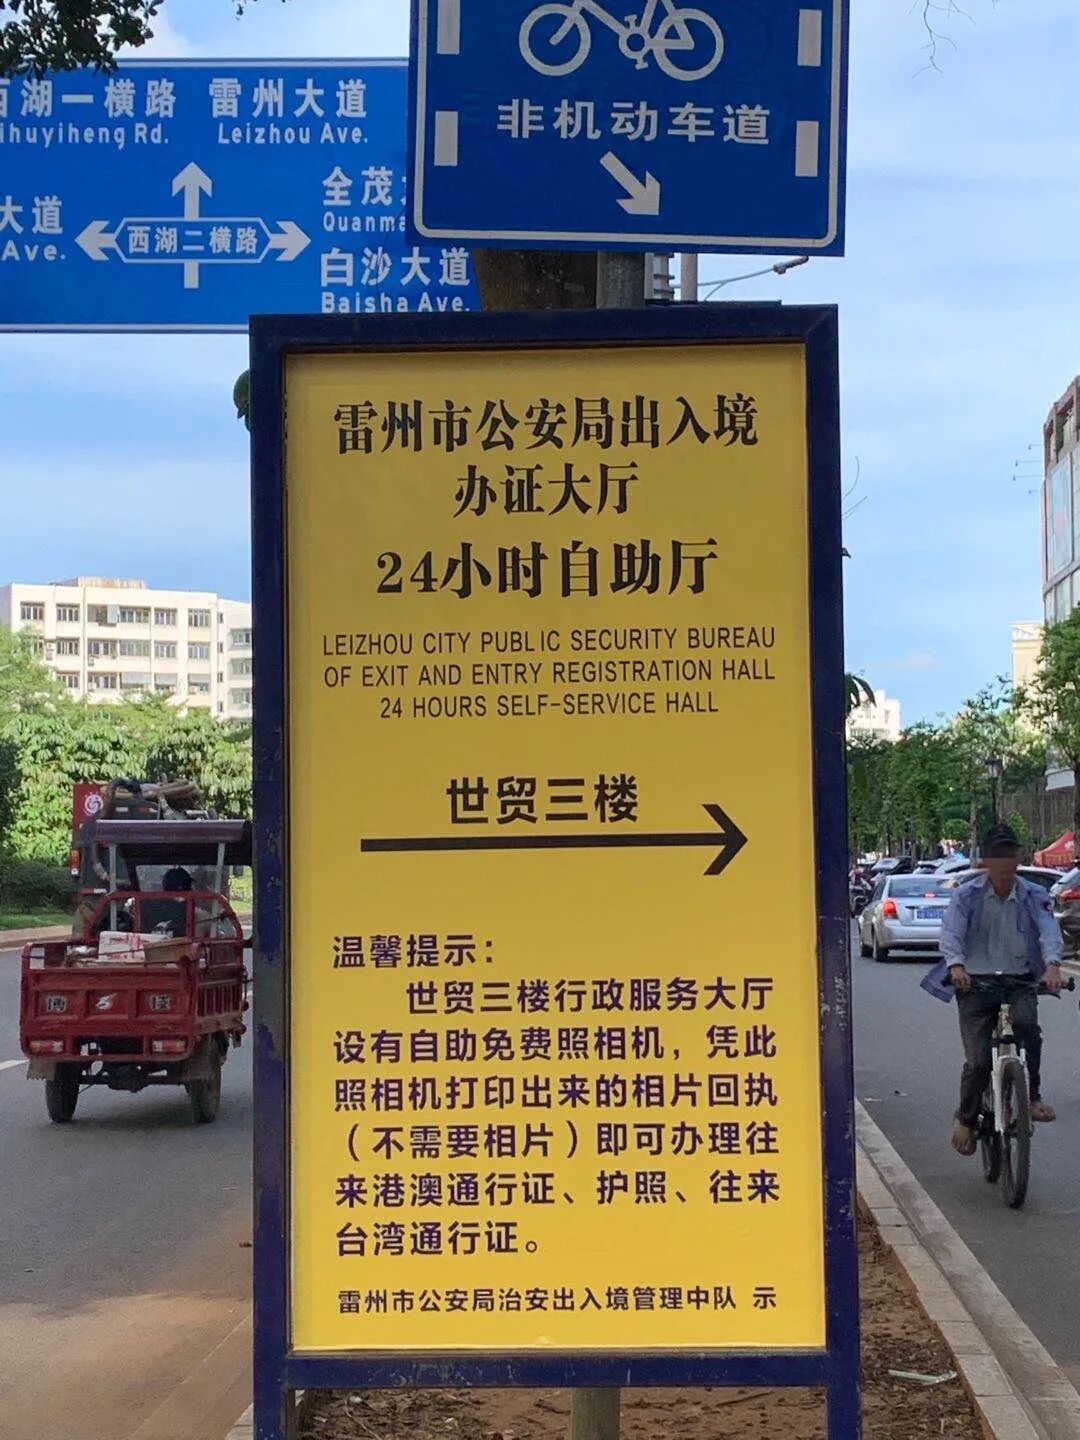 湖一横路 雷州大道
ihuyiheng Rd. Leizhou Ave.
大道
Ave.
西湖二横路
全茂
Quanma
白沙大道
Baisha Ave.
非机动车道
雷州市公安局出入境
办证大厅
24小时自助厅
LEIZHOU CITY PUBLIC SECURITY BUREAU
OF EXIT AND ENTRY REGISTRATION HALL
24 HOURS SELF-SERVICE HALL
世贸三楼
温馨提示：
世贸三楼行政服务大厅
设有自助免费照相机，凭此
照相机打印出来的相片回执
（不需要相片）即可办理往
来港澳通行证、护照、往来
台湾通行证。
雷州市公安局治安出入境管理中队 示